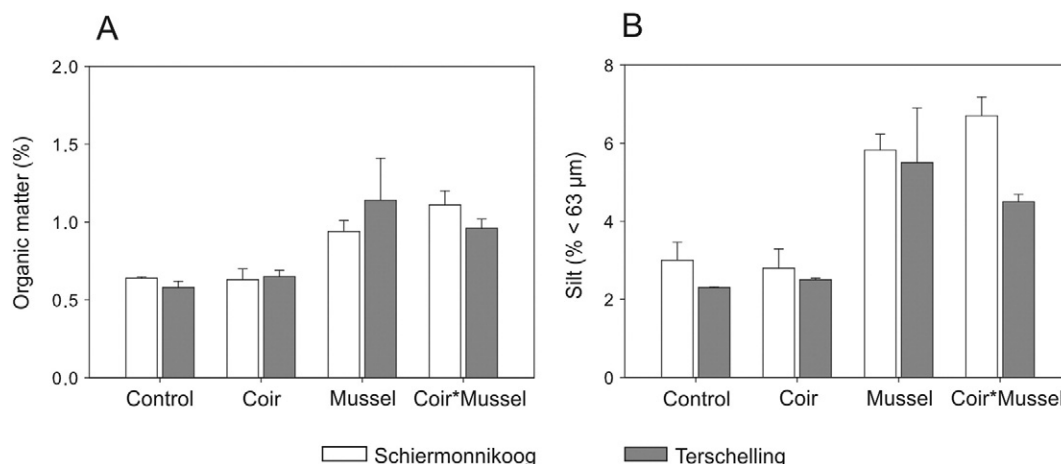 A
Organic matter (%)
2.0
1.5
1.0
0.5
0.0
Control Coir Mussel Coir*Mussel
B
Silt (% < 63 µm)
8
6
4
2
0
Control Coir Mussel Coir*Mussel
Schiermonnikoog Terschelling